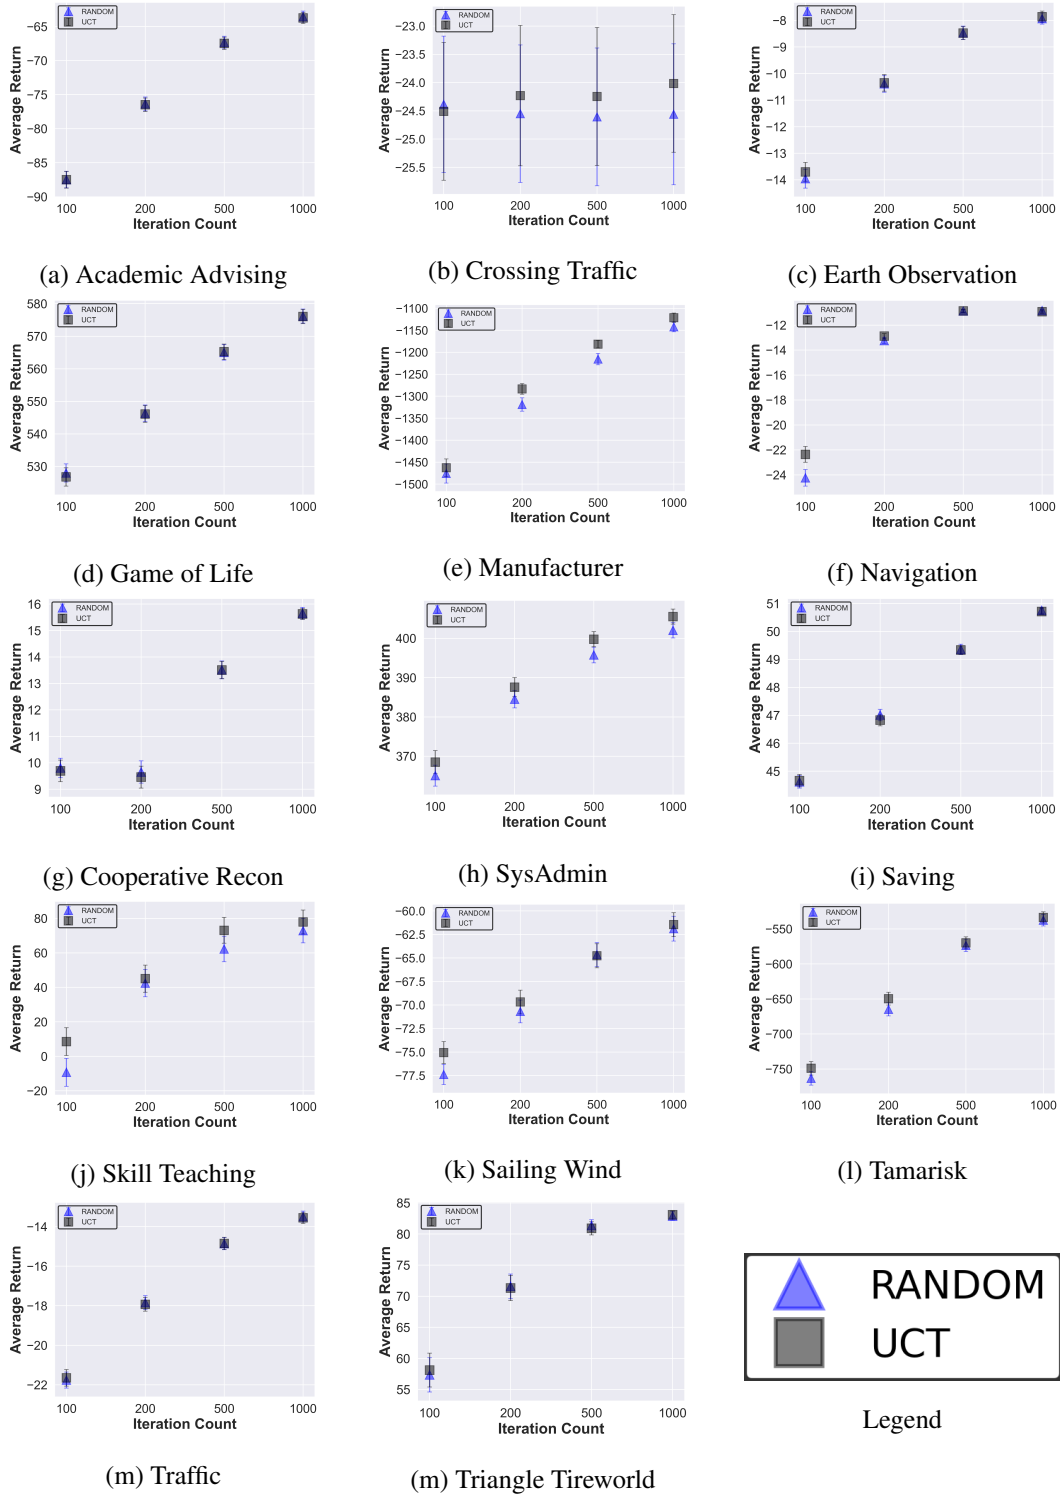 −65
−70
−75
−80
−85
−90
Average Return
RANDOM
UCT
100 200 500 1000
Iteration Count
(a) Academic Advising
−23.0
−23.5
−24.0
−24.5
−25.0
−25.5
Average Return
RANDOM
UCT
100 200 500 1000
Iteration Count
(b) Crossing Traffic
−8
−9
−10
−11
−12
−13
−14
Average Return
RANDOM
UCT
100 200 500 1000
Iteration Count
(c) Earth Observation
580
570
560
550
540
530
Average Return
RANDOM
UCT
100 200 500 1000
Iteration Count
(d) Game of Life
−1100
−1150
−1200
−1250
−1300
−1350
−1400
−1450
−1500
Average Return
RANDOM
UCT
100 200 500 1000
Iteration Count
(e) Manufacturer
−12
−14
−16
−18
−20
−22
−24
Average Return
RANDOM
UCT
100 200 500 1000
Iteration Count
(f) Navigation
16
15
14
13
12
11
10
9
Average Return
RANDOM
UCT
100 200 500 1000
Iteration Count
(g) Cooperative Recon
400
390
380
370
Average Return
RANDOM
UCT
100 200 500 1000
Iteration Count
(h) SysAdmin
51
50
49
48
47
46
45
Average Return
RANDOM
UCT
100 200 500 1000
Iteration Count
(i) Saving
80
60
40
20
0
−20
Average Return
RANDOM
UCT
100 200 500 1000
Iteration Count
(j) Skill Teaching
−60.0
−62.5
−65.0
−67.5
−70.0
−72.5
−75.0
−77.5
Average Return
RANDOM
UCT
100 200 500 1000
Iteration Count
(k) Sailing Wind
−550
−600
−650
−700
−750
Average Return
RANDOM
UCT
100 200 500 1000
Iteration Count
(l) Tamarisk
−14
−16
−18
−20
−22
Average Return
RANDOM
UCT
100 200 500 1000
Iteration Count
(m) Traffic
85
80
75
70
65
60
55
Average Return
RANDOM
UCT
100 200 500 1000
Iteration Count
(m) Triangle Tireworld
RANDOM
UCT
Legend